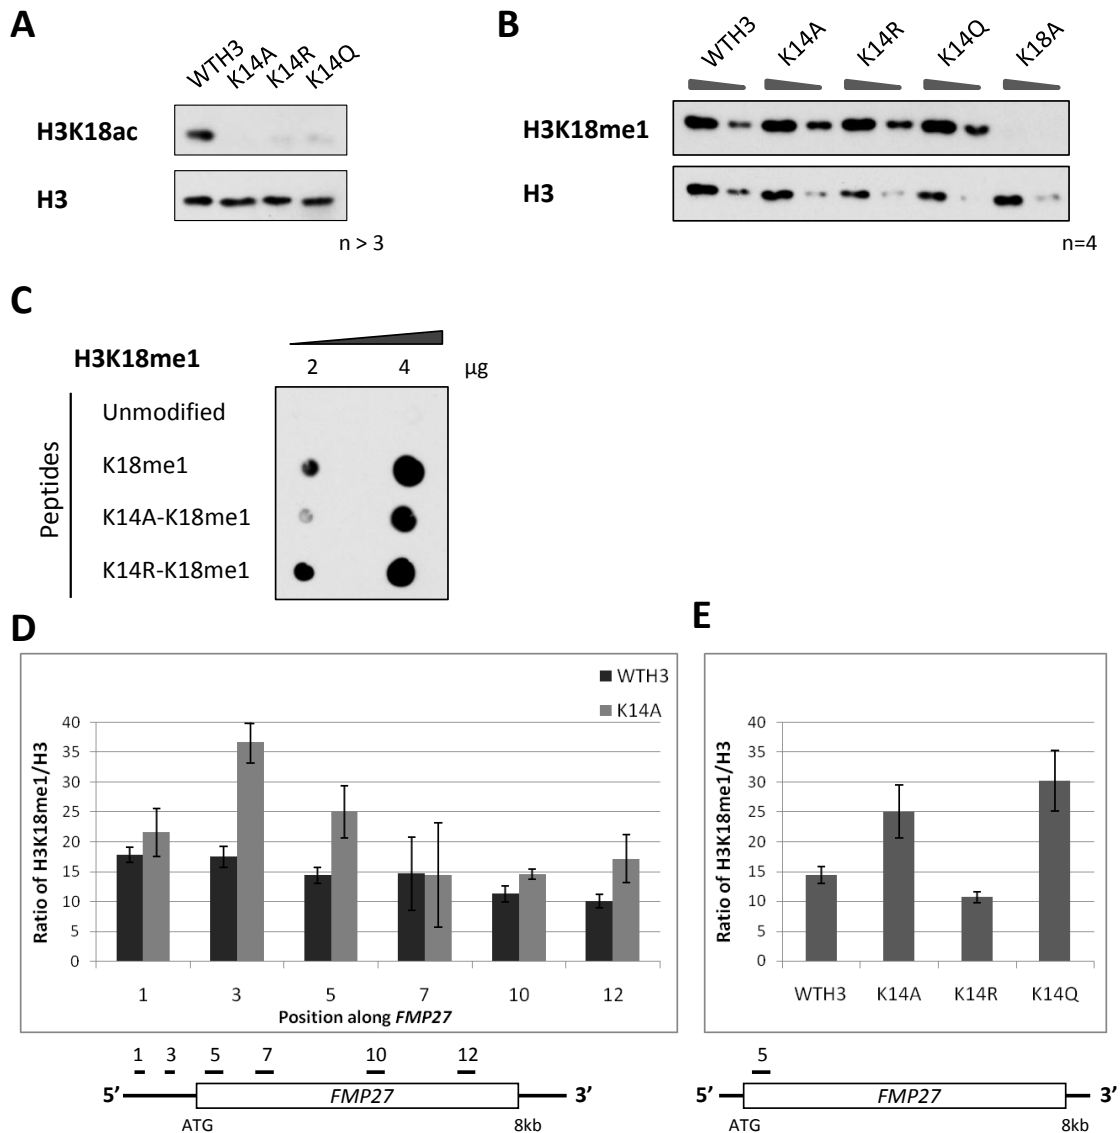 A
WTH3 K14A K14R K14Q
H3K18ac
H3
n > 3
B
WTH3 K14A K14R K14Q K18A
H3K18me1
H3
n=4
C
H3K18me1 2 4 µg
Peptides
Unmodified
K18me1
K14A-K18me1
K14R-K18me1
D
WTH3
K14A
Ratio of H3K18me1/H3
40
35
30
25
20
15
10
5
0
1 3 5 7 10 12
Position along FMP27
1 3 5 7 10 12
5’ FMP27 3’
ATG 8kb
E
Ratio of H3K18me1/H3
40
35
30
25
20
15
10
5
0
WTH3 K14A K14R K14Q
5
5’ FMP27 3’
ATG 8kb